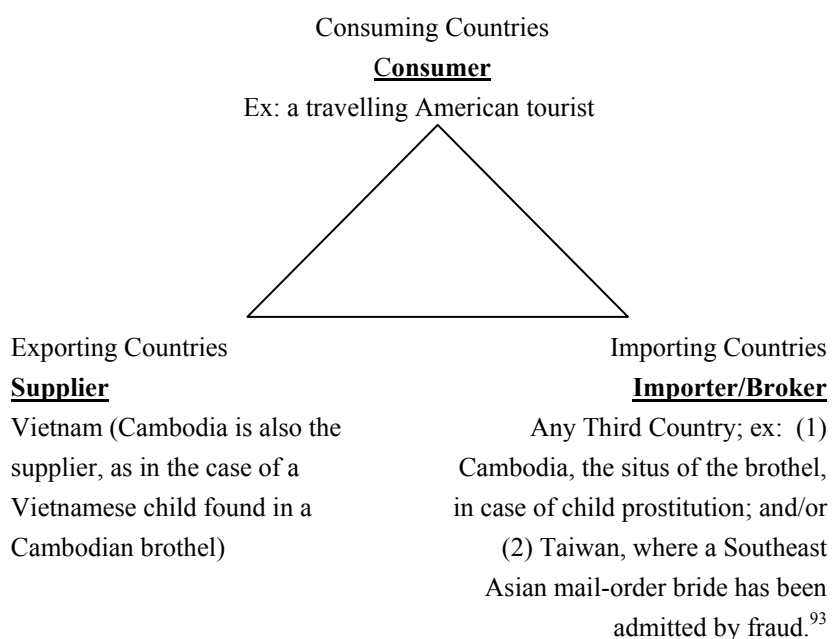 Consuming Countries
Consumer
Ex: a travelling American tourist
Exporting Countries
Supplier
Vietnam (Cambodia is also the
supplier, as in the case of a
Vietnamese child found in a
Cambodian brothel)
Importing Countries
Importer/Broker
Any Third Country; ex: (1)
Cambodia, the situs of the brothel,
in case of child prostitution; and/or
(2) Taiwan, where a Southeast
Asian mail-order bride has been
admitted by fraud.93